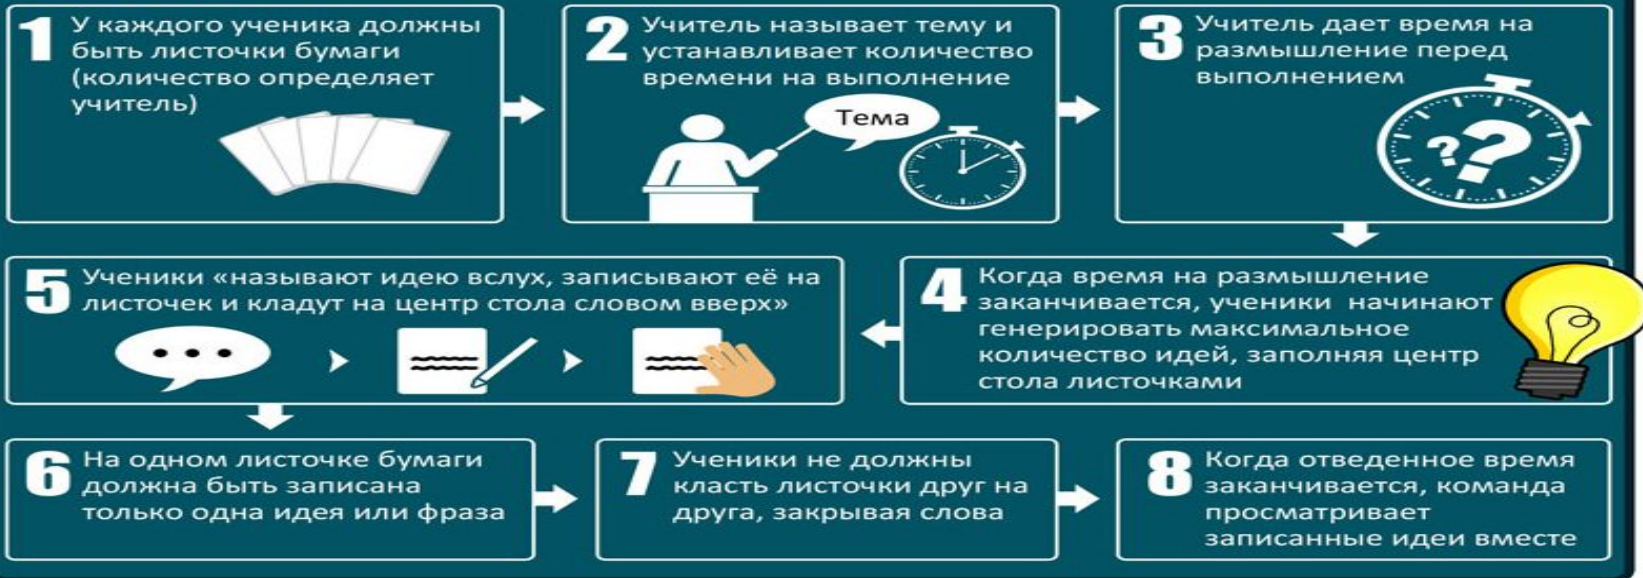 1 У каждого ученика должны
быть листочки бумаги
(количество определяет
учитель)
2 Учитель называет тему и
устанавливает количество
времени на выполнение
Тема
3 Учитель дает время на
размышление перед
выполнением
4 Когда время на размышление
заканчивается, ученики начинают
генерировать максимальное
количество идей, заполняя центр
стола листочками
5 Ученики «называют идею вслух, записывают её на
листочек и кладут на центр стола словом вверх»
6 На одном листочке бумаги
должна быть записана
только одна идея или фраза
7 Ученики не должны
класть листочки друг на
друга, закрывая слова
8 Когда отведенное время
заканчивается, команда
просматривает
записанные идеи вместе